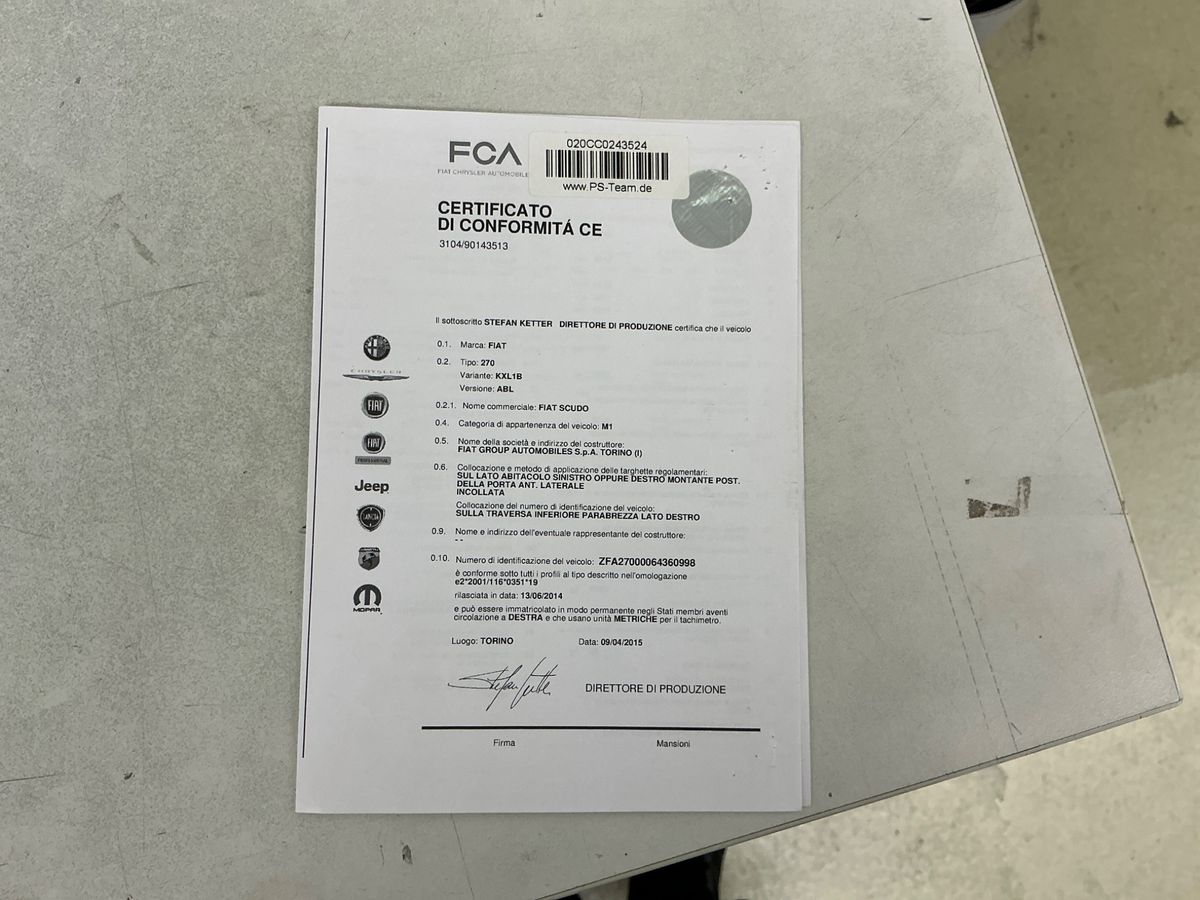 FCA
FIAT CHRYSLER AUTOMOBILE
020CC0243524
www.PS-Team.de
CERTIFICATO
DI CONFORMITÁ CE
3104/90143513
Il sottoscritto STEFAN KETTER DIRETTORE DI PRODUZIONE certifica che il veicolo
0.1. Marca: FIAT
0.2. Tipo: 270
Variante: KXL1B
Versione: ABL
0.2.1. Nome commerciale: FIAT SCUDO
0.4. Categoria di appartenenza del veicolo: M1
0.5. Nome della società e indirizzo del costruttore:
FIAT GROUP AUTOMOBILES S.p.A. TORINO (I)
0.6. Collocazione e metodo di applicazione delle targhette regolamentari:
SUL LATO ABITACOLO SINISTRO OPPURE DESTRO MONTANTE POST.
DELLA PORTA ANT. LATERALE
INCOLLATA
Collocazione del numero di identificazione del veicolo:
SULLA TRAVERSA INFERIORE PARABREZZA LATO DESTRO
0.9. Nome e indirizzo dell'eventuale rappresentante del costruttore:
- -
0.10. Numero di identificazione del veicolo: ZFA27000064360998
è conforme sotto tutti i profili al tipo descritto nell'omologazione
e2*2001/116*0351*19
rilasciata in data: 13/06/2014
e può essere immatricolato in modo permanente negli Stati membri aventi
circolazione a DESTRA e che usano unità METRICHE per il tachimetro.
Luogo: TORINO Data: 09/04/2015
DIRETTORE DI PRODUZIONE
Firma Mansioni
CHRYSLER
FIAT
FIAT
PROFESSIONAL
Jeep
LANCIA
MOPAR